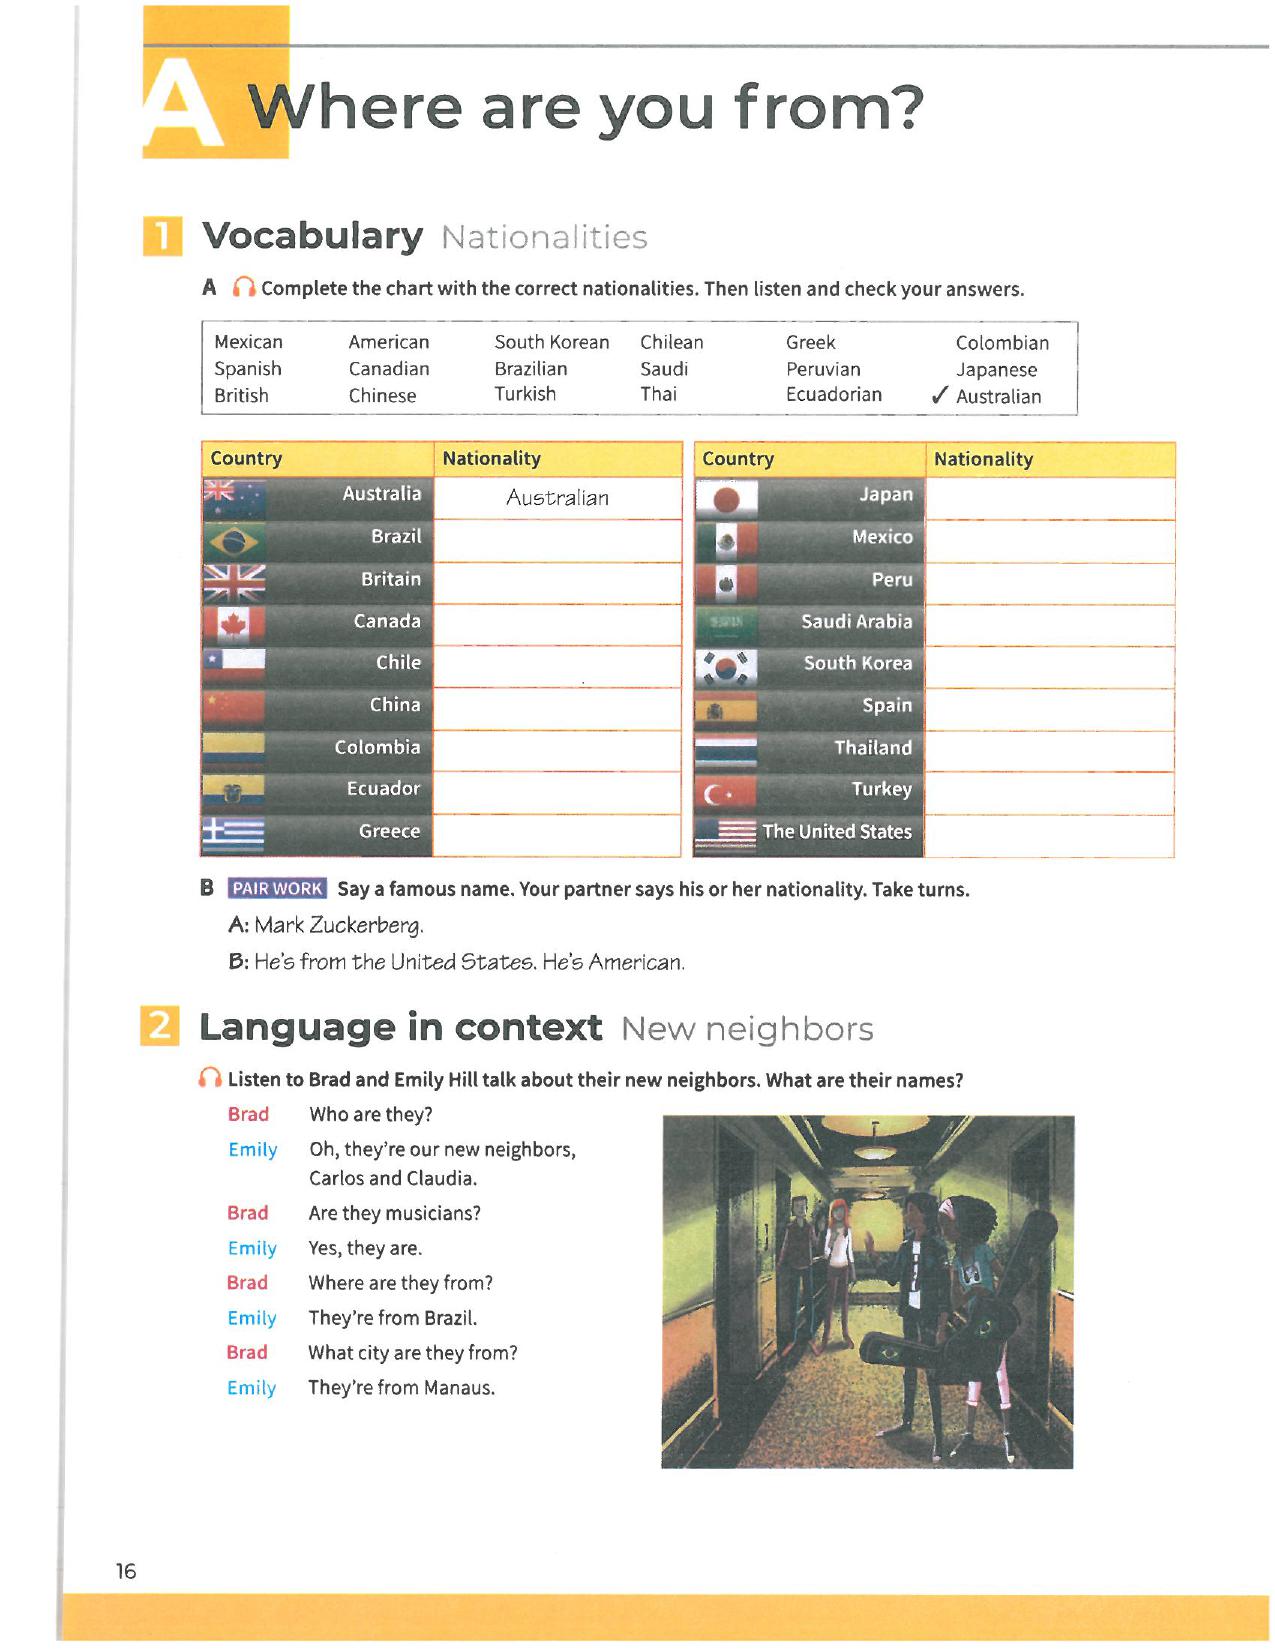 A Where are you from?
1 Vocabulary Nationalities
A Complete the chart with the correct nationalities. Then listen and check your answers.
Mexican American South Korean Chilean Greek Colombian
Spanish Canadian Brazilian Saudi Peruvian Japanese
British Chinese Turkish Thai Ecuadorian ✓ Australian
Country Nationality Country Nationality
Australia Australian Japan
Brazil Mexico
Britain Peru
Canada Saudi Arabia
Chile South Korea
China Spain
Colombia Thailand
Ecuador Turkey
Greece The United States
B PAIR WORK Say a famous name. Your partner says his or her nationality. Take turns.
A: Mark Zuckerberg.
B: He's from the United States. He's American.
2 Language in context New neighbors
Listen to Brad and Emily Hill talk about their new neighbors. What are their names?
Brad Who are they?
Emily Oh, they're our new neighbors,
Carlos and Claudia.
Brad Are they musicians?
Emily Yes, they are.
Brad Where are they from?
Emily They're from Brazil.
Brad What city are they from?
Emily They're from Manaus.
16